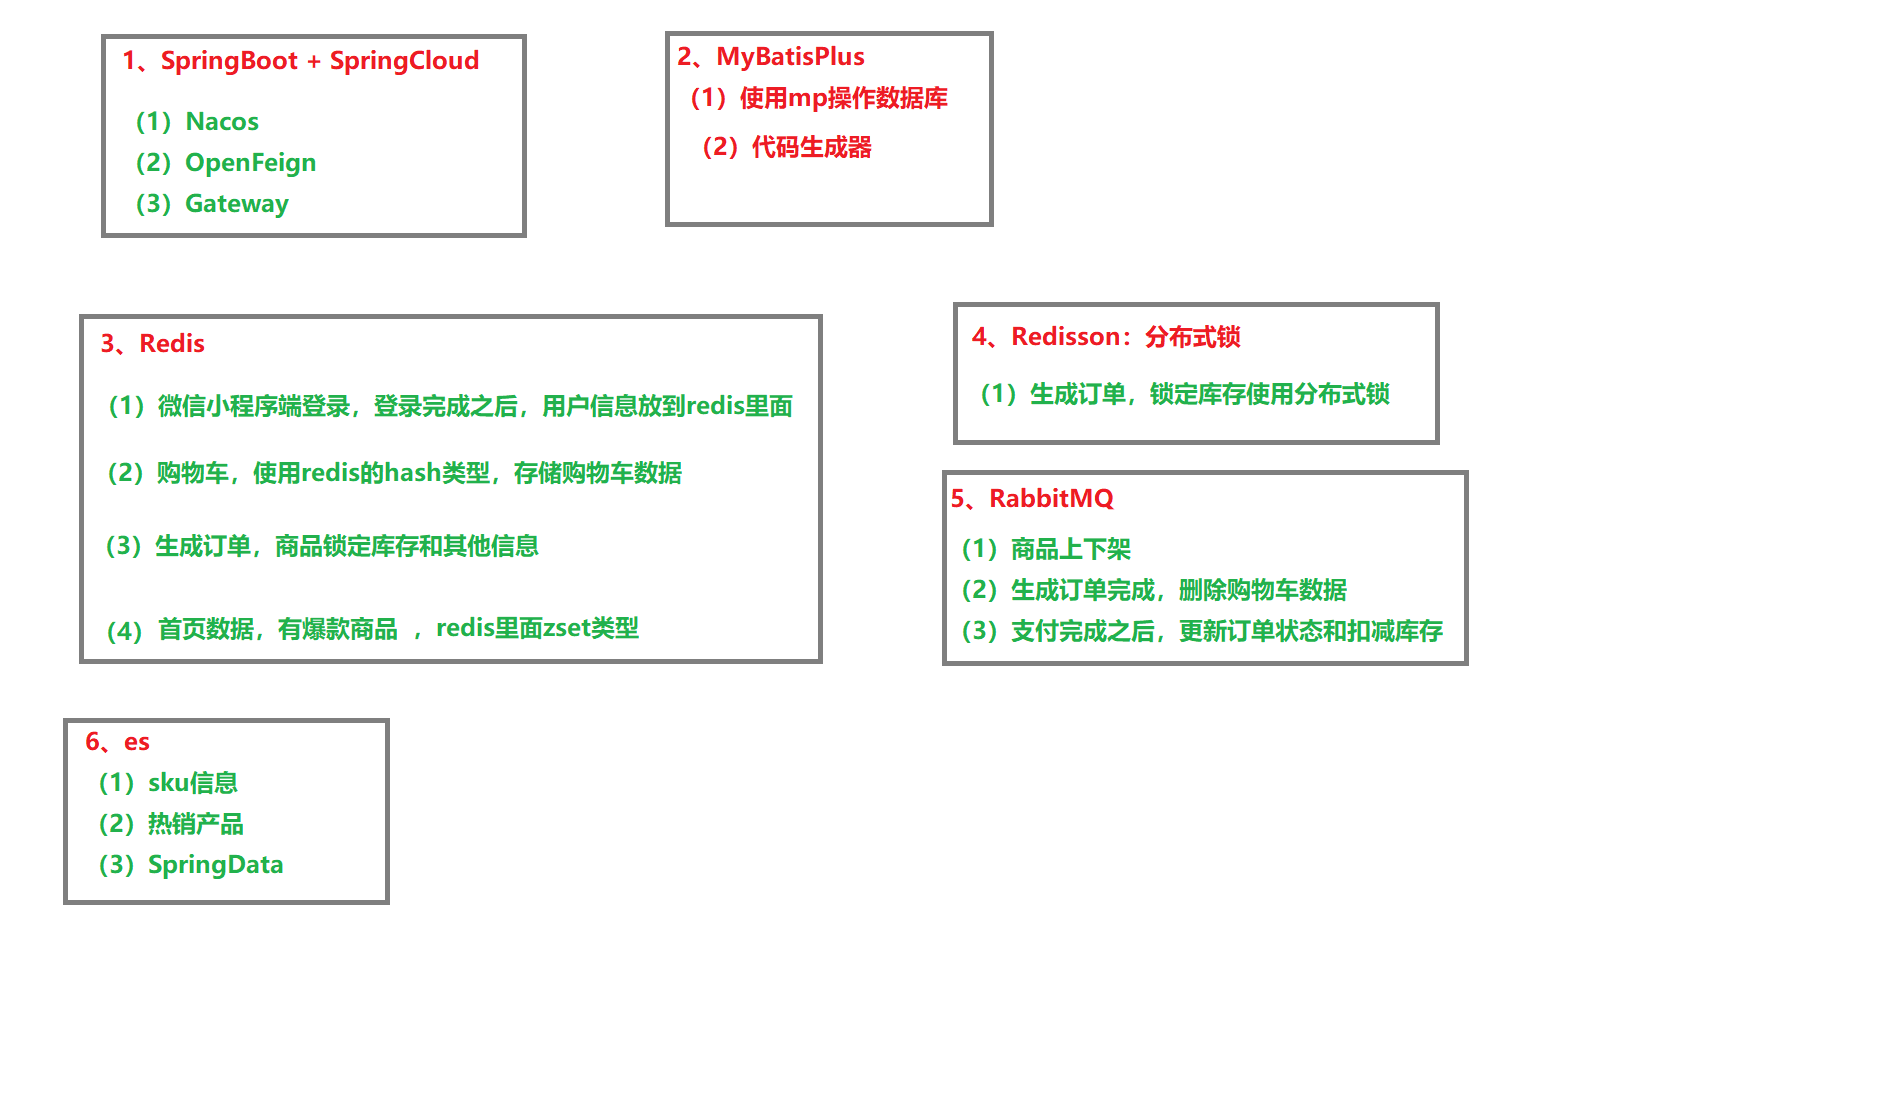 1、SpringBoot + SpringCloud
（1）Nacos
（2）OpenFeign
（3）Gateway
2、MyBatisPlus
（1）使用mp操作数据库
（2）代码生成器
3、Redis
（1）微信小程序端登录，登录完成之后，用户信息放到redis里面
（2）购物车，使用redis的hash类型，存储购物车数据
（3）生成订单，商品锁定库存和其他信息
（4）首页数据，有爆款商品 ，redis里面zset类型
4、Redisson：分布式锁
（1）生成订单，锁定库存使用分布式锁
5、RabbitMQ
（1）商品上下架
（2）生成订单完成，删除购物车数据
（3）支付完成之后，更新订单状态和扣减库存
6、es
（1）sku信息
（2）热销产品
（3）SpringData